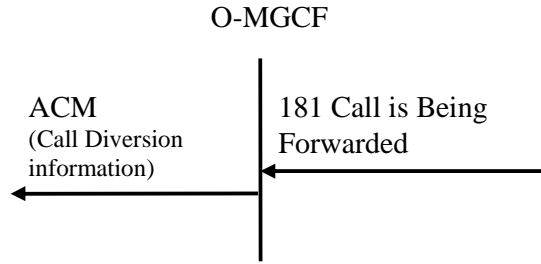 O-MGCF
ACM
(Call Diversion
information)
181 Call is Being
Forwarded